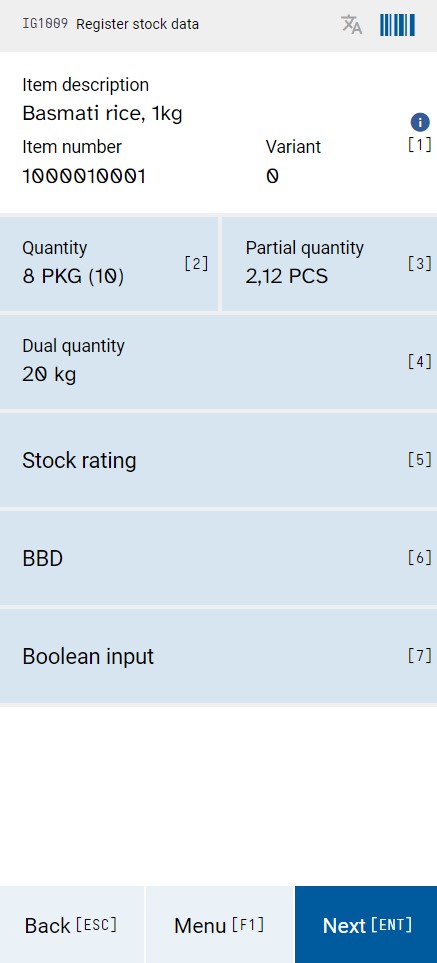 IG1009 Register stock data
Item description
Basmati rice, 1kg
i
Item number Variant [1]
1000010001 0
Quantity Partial quantity
8 PKG (10) [2] 2,12 PCS [3]
Dual quantity
20 kg [4]
Stock rating [5]
BBD [6]
Boolean input [7]
Back [ESC] Menu [F1] Next [ENT]